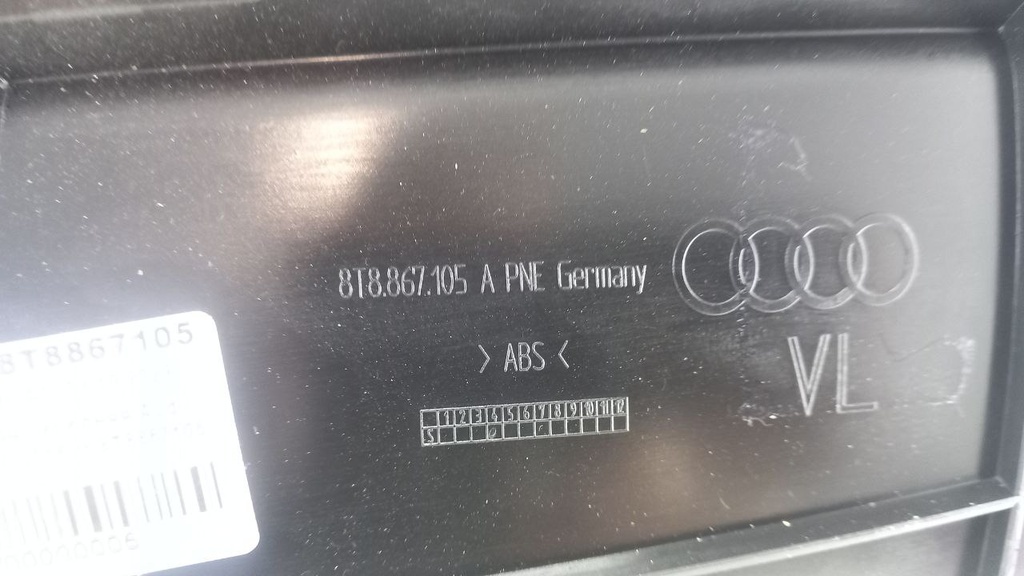 8T8.867.105 A PNE Germany
> ABS <
VL
1 2 3 4 5 6 7 8 9 10 11 12
8T8867105